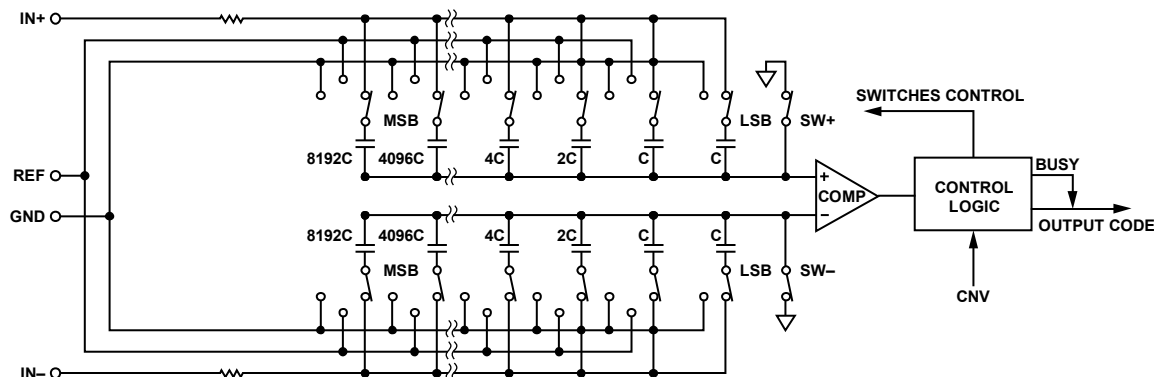 IN+
SWITCHES CONTROL
MSB
LSB
SW+
8192C
4096C
4C
2C
C
C
BUSY
REF
+
COMP
−
CONTROL
LOGIC
GND
OUTPUT CODE
8192C
4096C
4C
2C
C
C
MSB
LSB
SW−
CNV
IN−